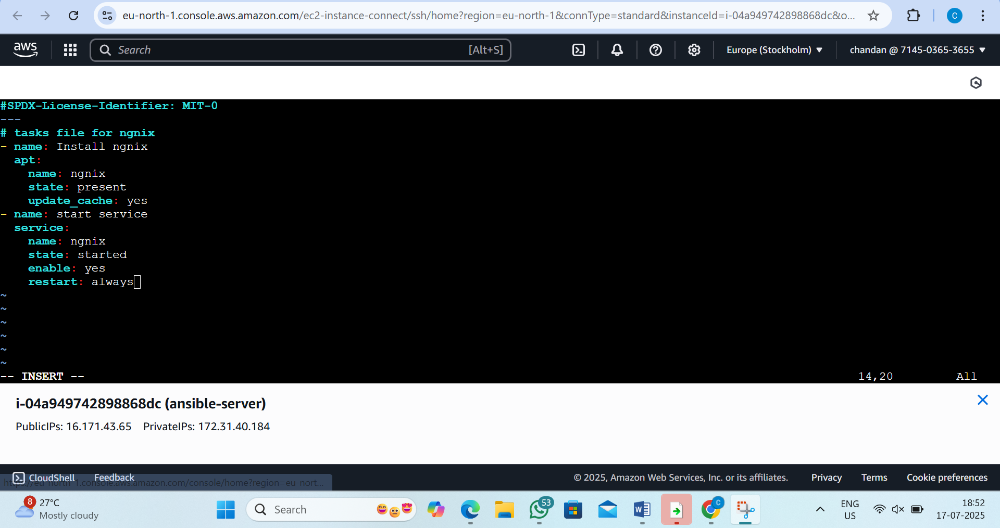 eu-north-1.console.aws.amazon.com/ec2-instance-connect/ssh/home?region=eu-north-1&connType=standard&instanceId=i-04a949742898868dc&o...
C
aws
Search
[Alt+S]
Europe (Stockholm)
chandan @ 7145-0365-3655
#SPDX-License-Identifier: MIT-0
---
# tasks file for ngnix
- name: Install ngnix
apt:
name: ngnix
state: present
update_cache: yes
- name: start service
service:
name: ngnix
state: started
enable: yes
restart: always
~
~
~
~
~
~
-- INSERT --
14,20
All
i-04a949742898868dc (ansible-server)
PublicIPs: 16.171.43.65 PrivateIPs: 172.31.40.184
CloudShell
Feedback
https://eu-north-1.console.aws.amazon.com/console/home?region=eu-nort...
© 2025, Amazon Web Services, Inc. or its affiliates.
Privacy
Terms
Cookie preferences
8
27°C
Mostly cloudy
Search
53
W
C
ENG
US
18:52
17-07-2025